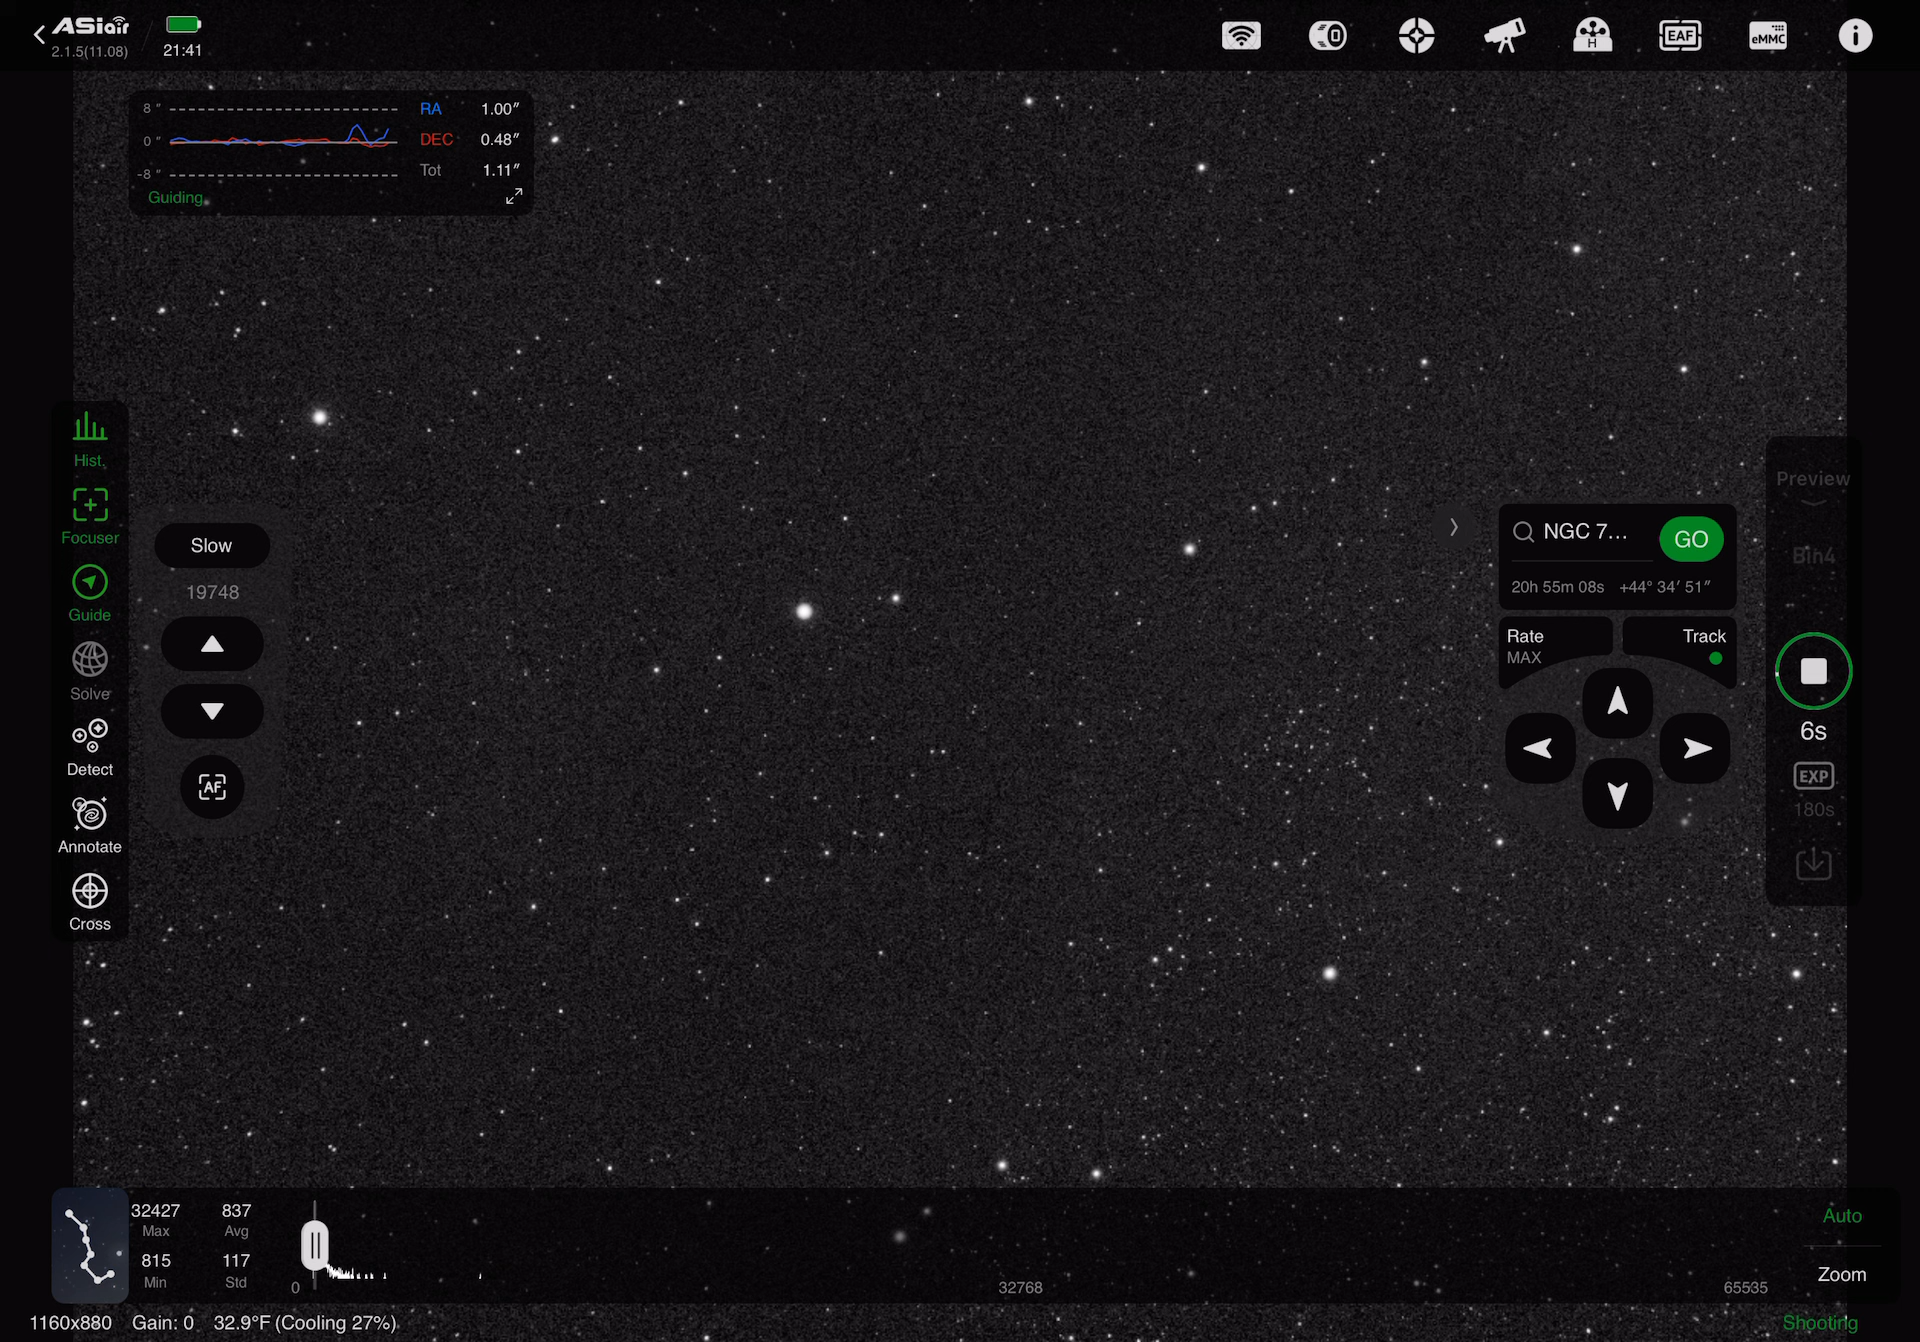 ASIair
2.1.5(11.08)
21:41
H
EAF
eMMC
8 "
0 "
-8 "
RA 1.00″
DEC 0.48″
Tot 1.11″
Guiding
Hist.
Focuser
Guide
Solve
Detect
Annotate
Cross
Slow
19748
AF
NGC 7...
GO
20h 55m 08s +44° 34′ 51″
Rate
MAX
Track
Preview
Bin4
6s
EXP
180s
32427
Max
837
Avg
815
Min
117
Std
0
32768
65535
Auto
Zoom
1160x880 Gain: 0 32.9°F (Cooling 27%)
Shooting